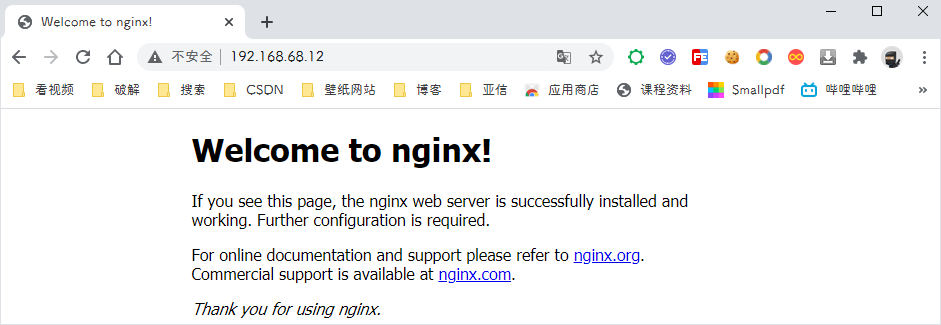 Welcome to nginx!
不安全 192.168.68.12
看视频 破解 搜索 CSDN 壁纸网站 博客 亚信 应用商店 课程资料 Smallpdf 哔哩哔哩 »
Welcome to nginx!
If you see this page, the nginx web server is successfully installed and
working. Further configuration is required.
For online documentation and support please refer to nginx.org.
Commercial support is available at nginx.com.
Thank you for using nginx.